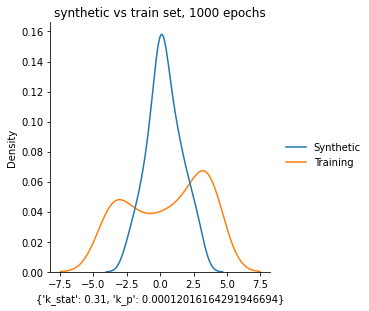 synthetic vs train set, 1000 epochs
0.16
0.14
0.12
0.10
0.08
0.06
0.04
0.02
0.00
Density
−7.5 −5.0 −2.5 0.0 2.5 5.0 7.5
{'k_stat': 0.31, 'k_p': 0.00012016164291946694}
Synthetic
Training